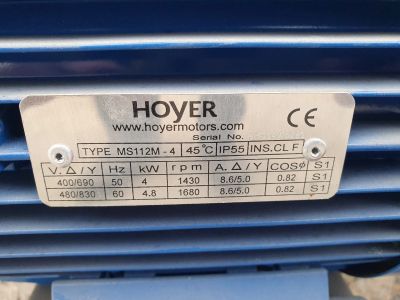 HOYER
www.hoyermotors.com
Serial No.
TYPE MS112M - 4 45°C IP55 INS.CL F
V. Δ / Y Hz kW rpm A. Δ / Y COSφ S1
400/690 50 4 1430 8.6/5.0 0.82 S1
480/830 60 4.8 1680 8.6/5.0 0.82 S1
CE